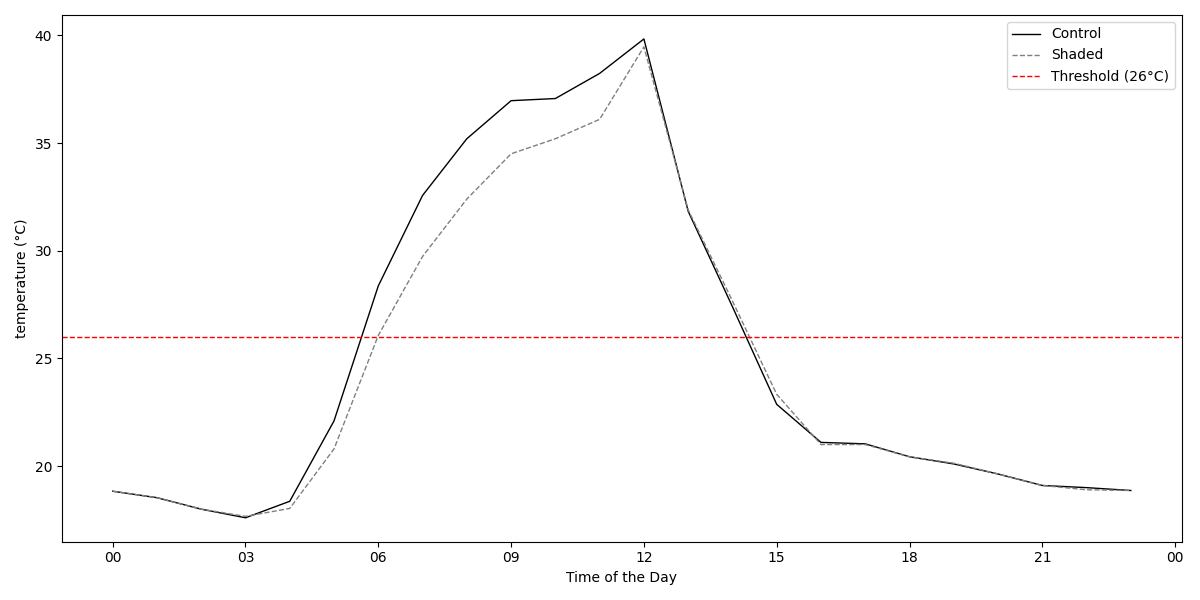 Control
Shaded
Threshold (26°C)
40
35
30
25
20
temperature (°C)
00 03 06 09 12 15 18 21 00
Time of the Day